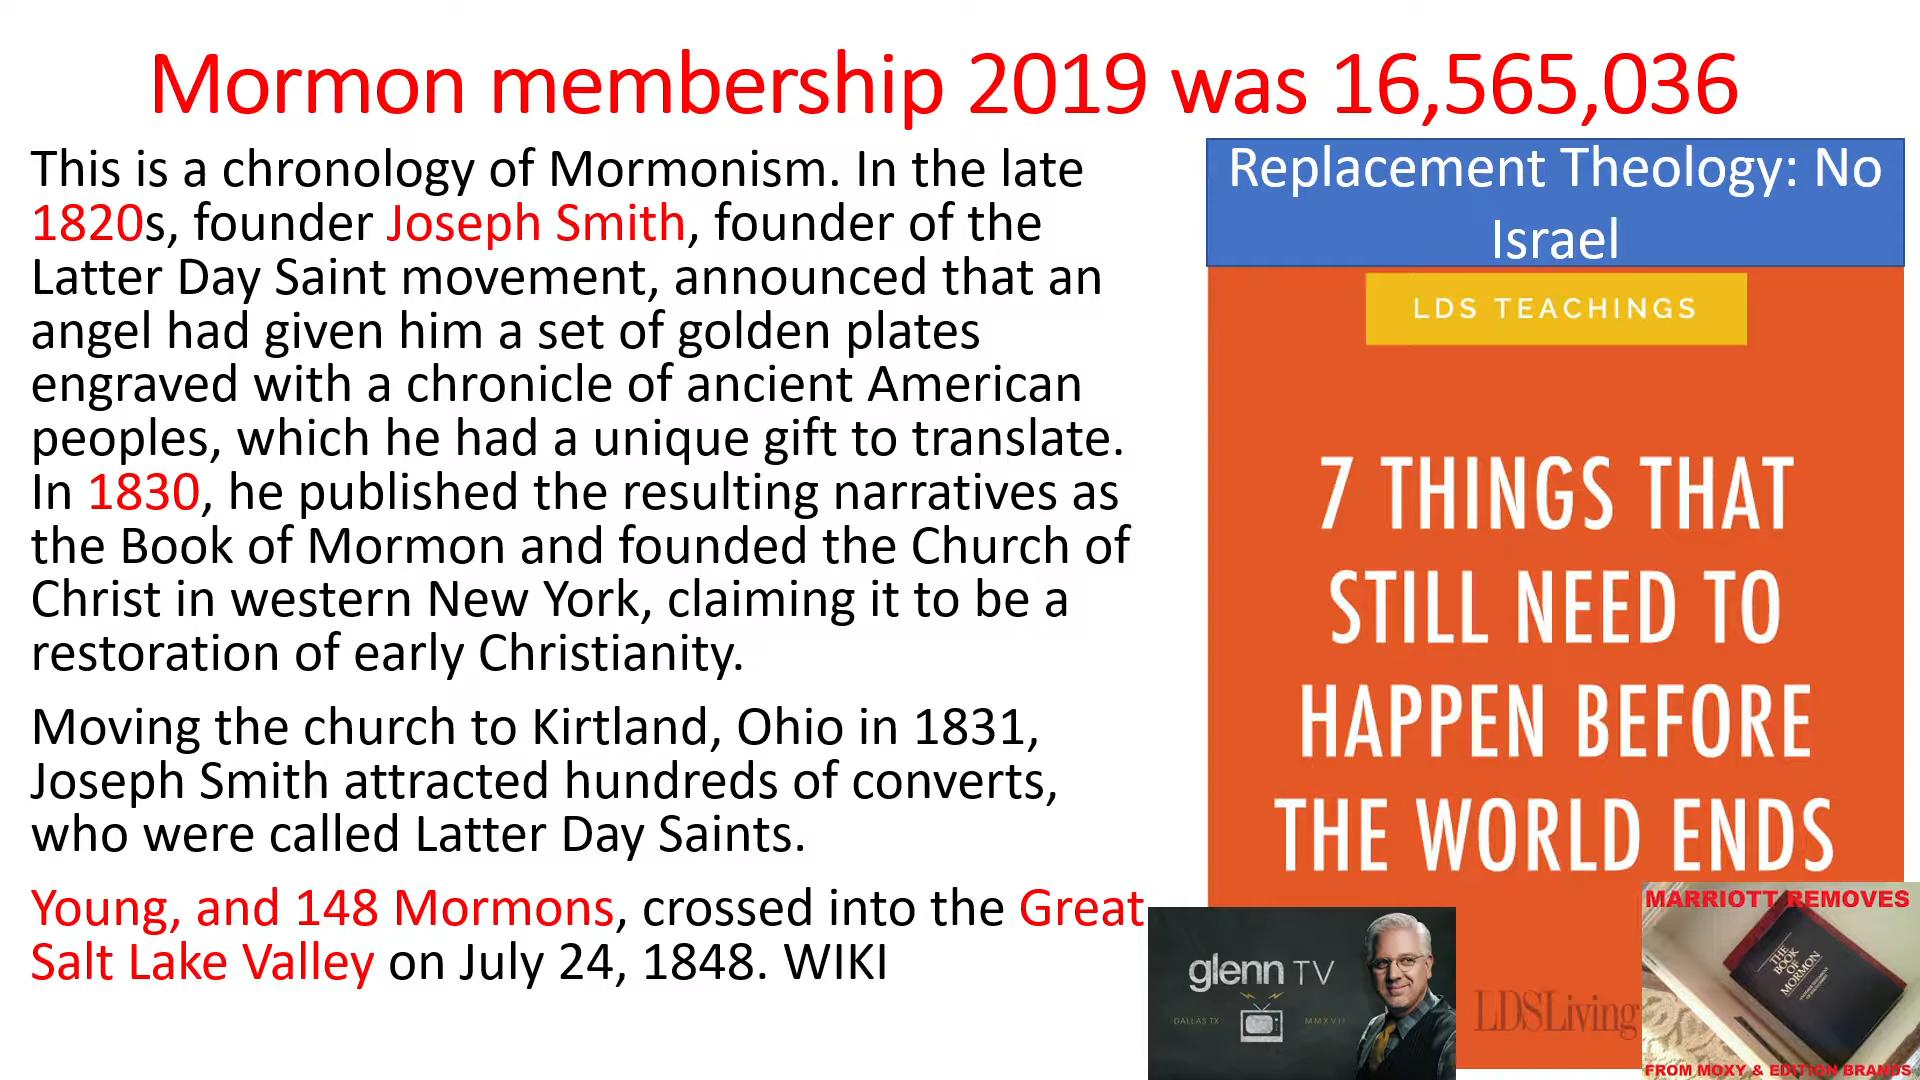 Mormon membership 2019 was 16,565,036
This is a chronology of Mormonism. In the late
1820s, founder Joseph Smith, founder of the
Latter Day Saint movement, announced that an
angel had given him a set of golden plates
engraved with a chronicle of ancient American
peoples, which he had a unique gift to translate.
In 1830, he published the resulting narratives as
the Book of Mormon and founded the Church of
Christ in western New York, claiming it to be a
restoration of early Christianity.
Moving the church to Kirtland, Ohio in 1831,
Joseph Smith attracted hundreds of converts,
who were called Latter Day Saints.
Young, and 148 Mormons, crossed into the Great
Salt Lake Valley on July 24, 1848. WIKI
Replacement Theology: No
Israel
LDS TEACHINGS
7 THINGS THAT
STILL NEED TO
HAPPEN BEFORE
THE WORLD ENDS
glenn TV
DALLAS TX
MMXVII
LDSLiving
MARRIOTT REMOVES
THE
BOOK
OF
MORMON
FROM MOXY & EDITION BRANDS